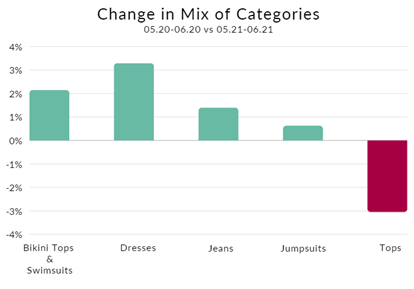 Change in Mix of Categories
05.20-06.20 vs 05.21-06.21
4%
3%
2%
1%
0%
-1%
-2%
-3%
-4%
Bikini Tops
&
Swimsuits
Dresses
Jeans
Jumpsuits
Tops